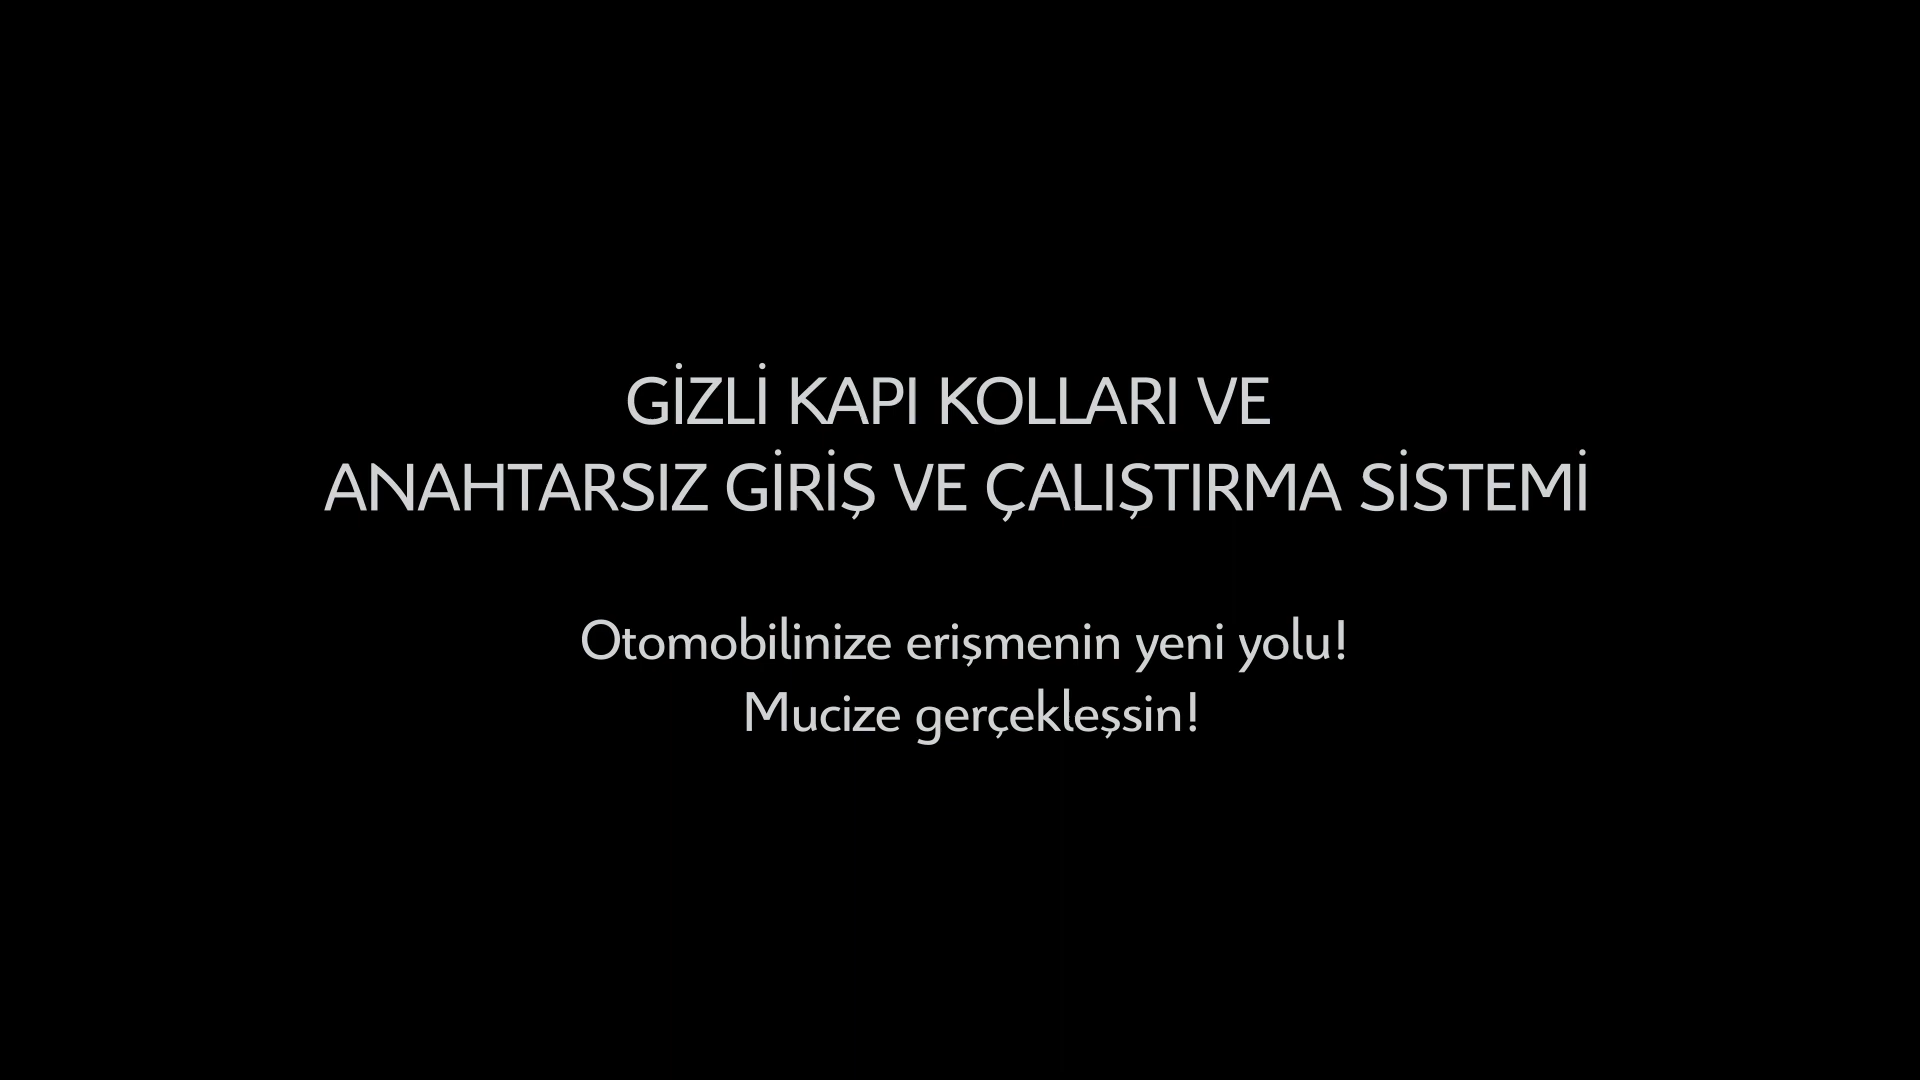 GİZLİ KAPI KOLLARI VE
ANAHTARSIZ GİRİŞ VE ÇALIŞTIRMA SİSTEMİ
Otomobilinize erişmenin yeni yolu!
Mucize gerçekleşsin!